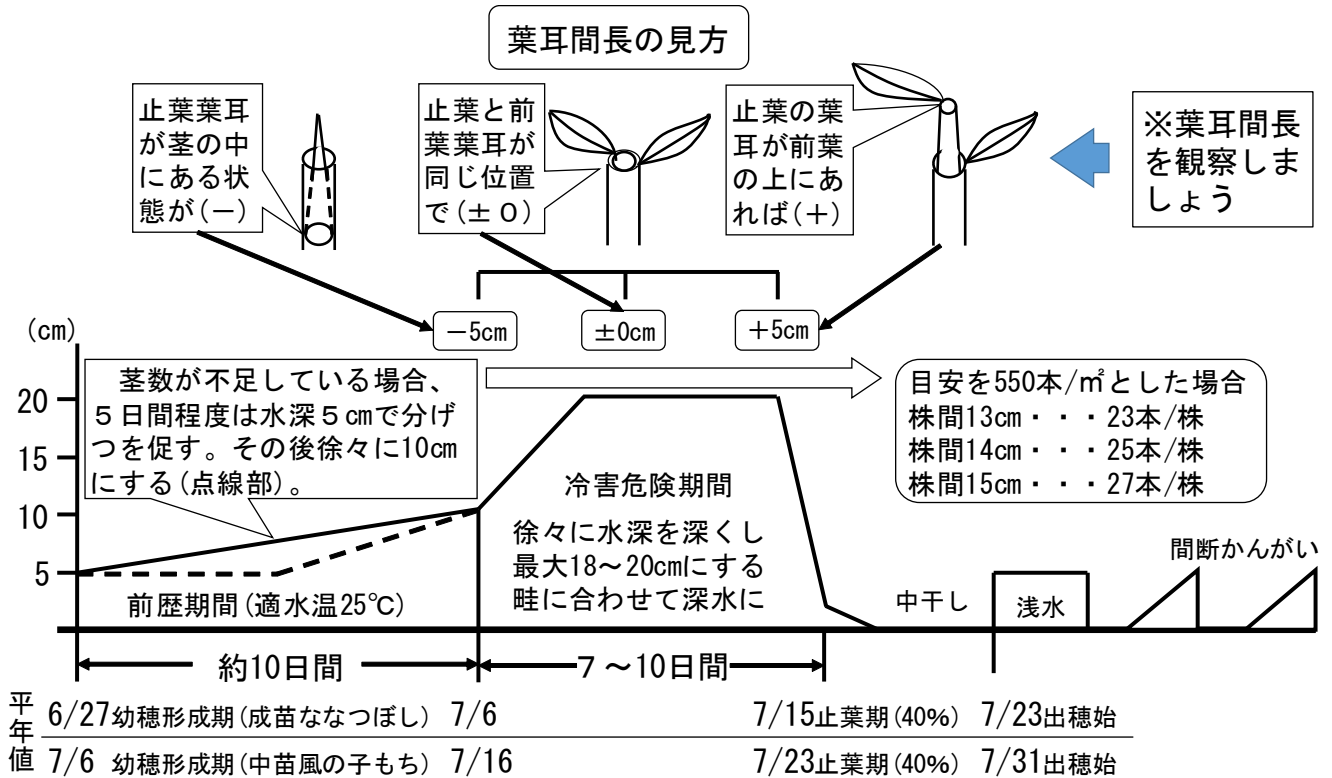 葉耳間長の見方
止葉葉耳
が茎の中
にある状
態が(－)
止葉と前
葉葉耳が
同じ位置
で(±０)
止葉の葉
耳が前葉
の上にあ
れば(＋)
※葉耳間長
を観察しま
しょう
－5cm
±0cm
＋5cm
(cm)
20
15
10
5
　茎数が不足している場合、
５日間程度は水深５㎝で分げ
つを促す。その後徐々に10㎝
にする(点線部)。
目安を550本/㎡とした場合
株間13cm・・・23本/株
株間14cm・・・25本/株
株間15cm・・・27本/株
冷害危険期間
徐々に水深を深くし
最大18～20㎝にする
畦に合わせて深水に
前歴期間(適水温25℃)
中干し
浅水
間断かんがい
約10日間
７～10日間
平年値
6/27幼穂形成期(成苗ななつぼし) 7/6 7/15止葉期(40%) 7/23出穂始
7/6 幼穂形成期(中苗風の子もち) 7/16 7/23止葉期(40%) 7/31出穂始